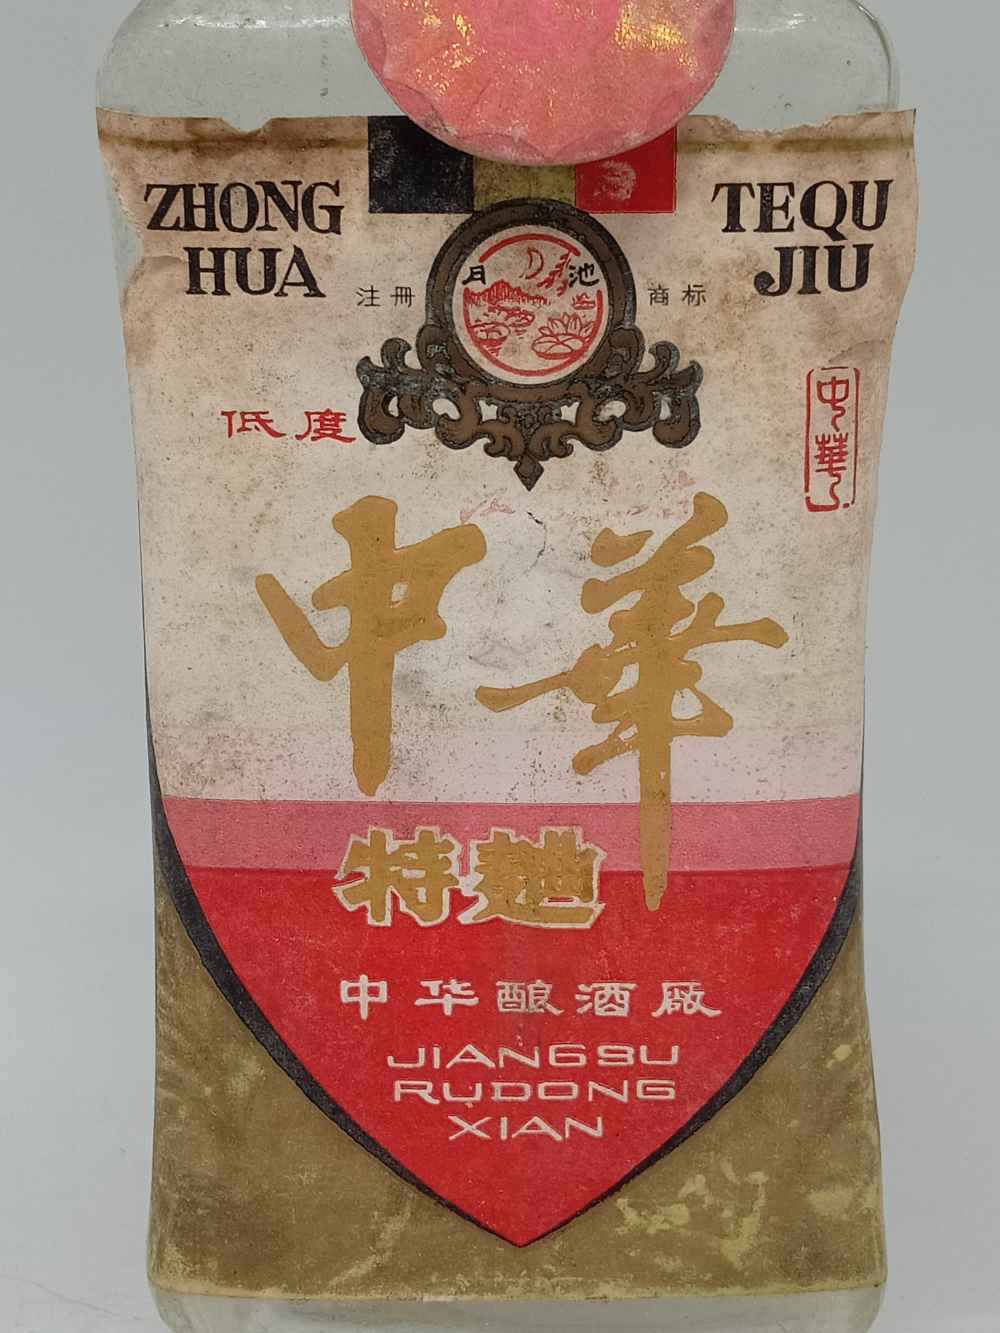 ZHONG
HUA
TEQU
JIU
月池
注册 商标
低度
中華
中華
特麯
中华酿酒廠
JIANGSU
RUDONG
XIAN